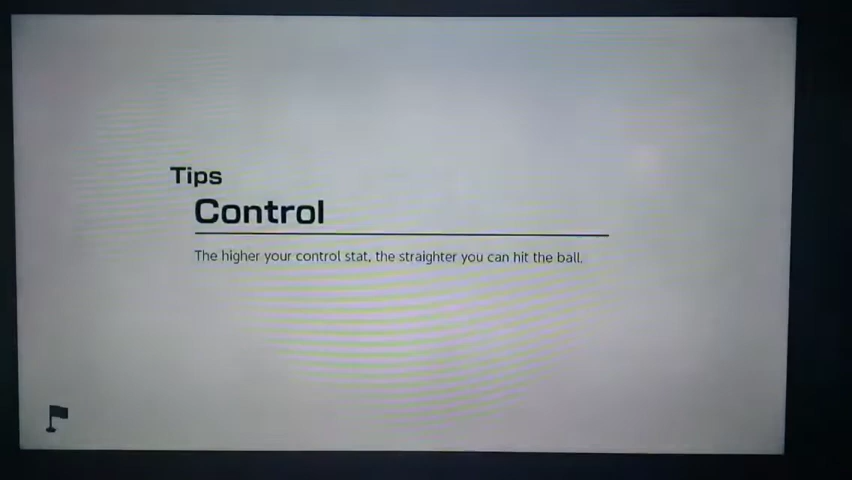 Tips
Control
The higher your control stat, the straighter you can hit the ball.